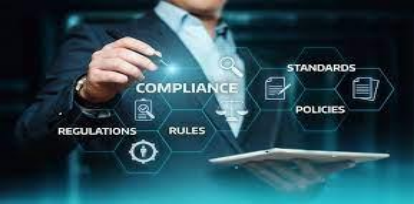 STANDARDS
COMPLIANCE
POLICIES
REGULATIONS
RULES